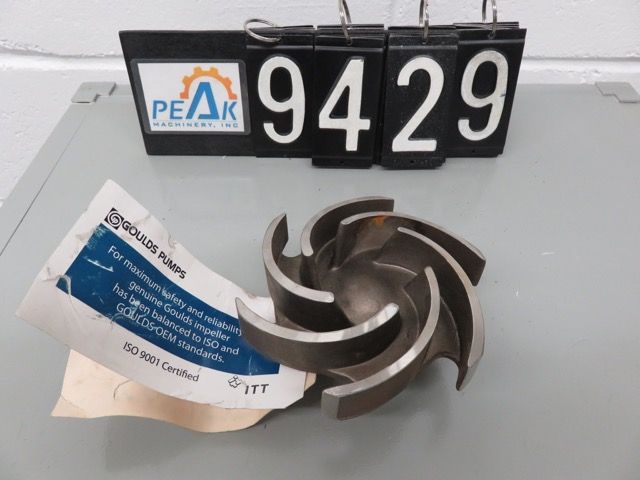 PEAK
MACHINERY, INC
9429
GOULDS PUMPS
For maximum safety and reliability
genuine Goulds impeller
has been balanced to ISO and
GOULDS OEM standards.
ISO 9001 Certified
ITT